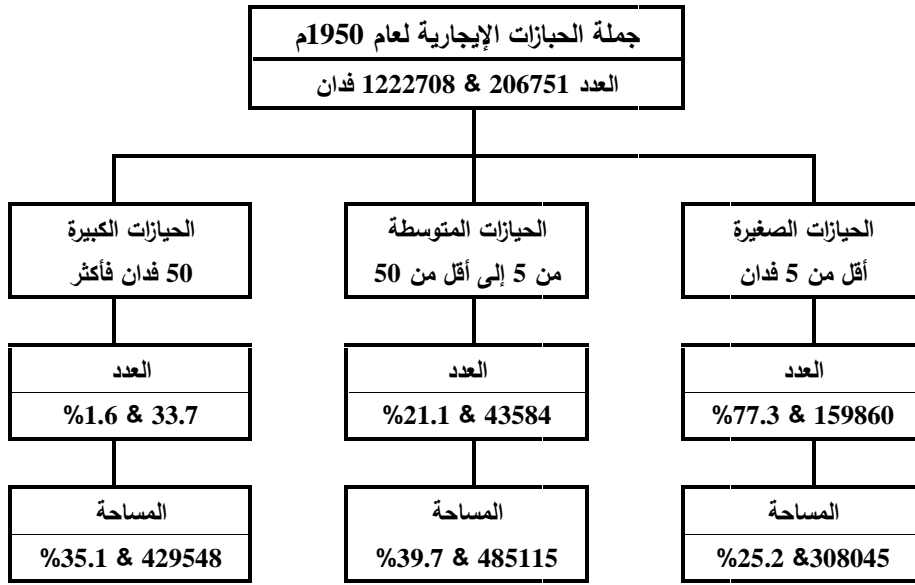 جملة الحبازات الإيجارية لعام 1950م
العدد 206751 & 1222708 فدان
الحيازات الصغيرة
أقل من 5 فدان
العدد
159860 & 77.3%
المساحة
308045& 25.2%
الحيازات المتوسطة
من 5 إلى أقل من 50
العدد
43584 & 21.1%
المساحة
485115 & 39.7%
الحيازات الكبيرة
50 فدان فأكثر
العدد
33.7 & 1.6%
المساحة
429548 & 35.1%